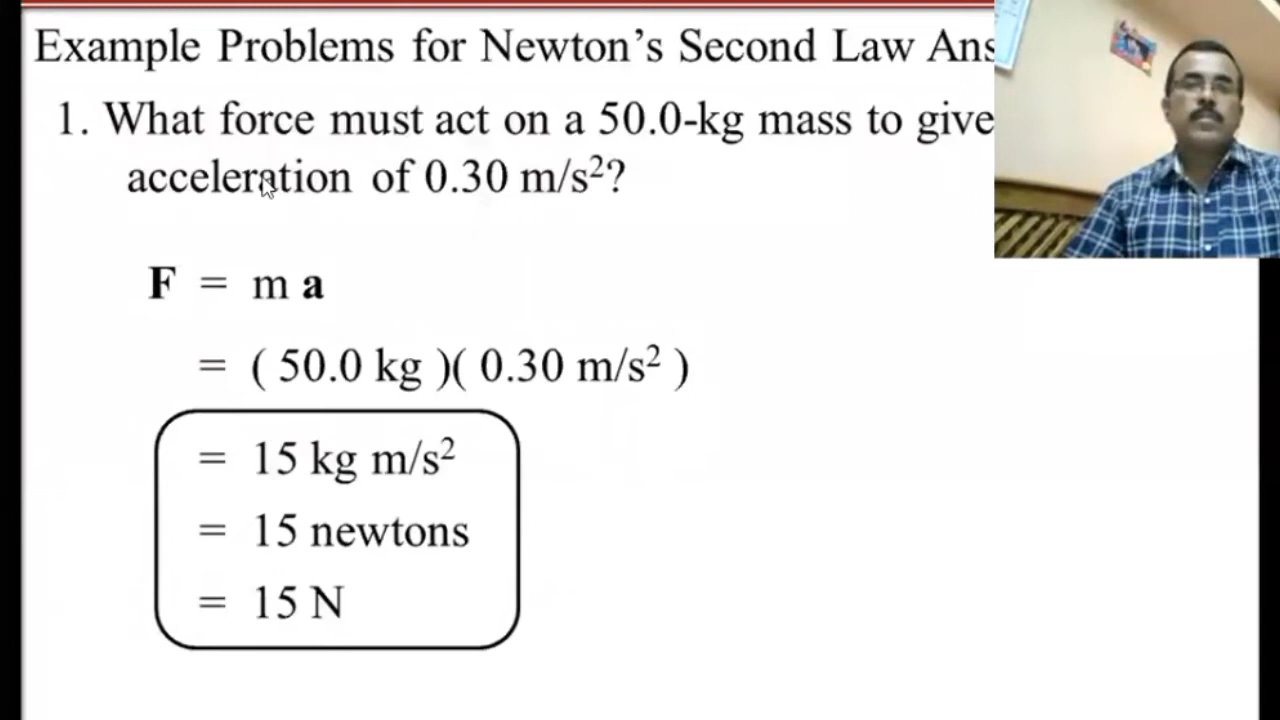 Example Problems for Newton's Second Law Ans
1. What force must act on a 50.0-kg mass to give
acceleration of 0.30 m/s²?
F = m a
= ( 50.0 kg )( 0.30 m/s² )
= 15 kg m/s²
= 15 newtons
= 15 N